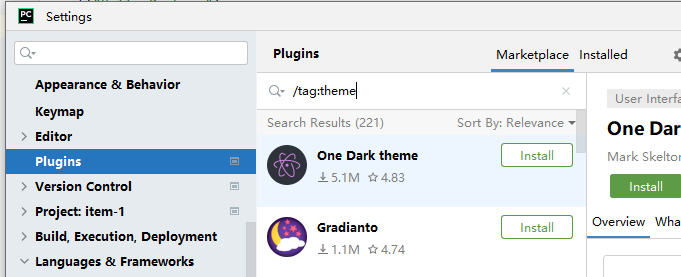 PC Settings
Plugins Marketplace Installed
Appearance & Behavior
Keymap
Editor
Plugins
Version Control
Project: item-1
Build, Execution, Deployment
Languages & Frameworks
/tag:theme
Search Results (221) Sort By: Relevance
One Dark theme Install
5.1M 4.83
Gradianto Install
1.1M 4.74
User Interfa
One Dar
Mark Skelton
Install
Overview Wha